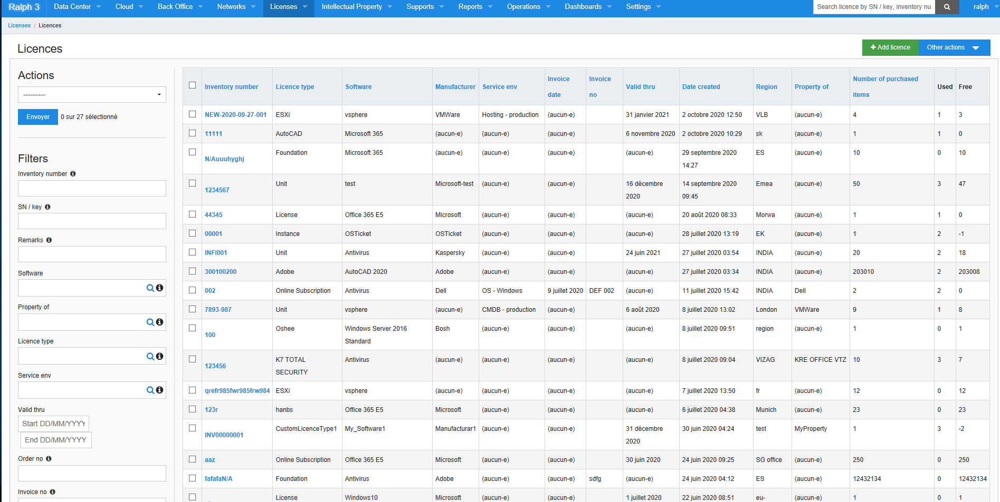 Ralph 3 Data Center Cloud Back Office Networks Licenses Intellectual Property Supports Reports Operations Dashboards Settings Search licence by SN / key, inventory nu ralph
Licenses / Licences
Licences
Add licence Other actions
Actions
---------
Envoyer 0 sur 27 sélectionné
Filters
Inventory number
SN / key
Remarks
Software
Property of
Licence type
Service env
Valid thru
Start DD/MM/YYYY
End DD/MM/YYYY
Order no
Invoice no
Inventory number Licence type Software Manufacturer Service env Invoice date Invoice no Valid thru Date created Region Property of Number of purchased items Used Free
NEW-2020-09-27-001 ESXi vsphere VMWare Hosting - production (aucun-e) 31 janvier 2021 2 octobre 2020 12:50 VLB (aucun-e) 4 1 3
11111 AutoCAD Microsoft 365 (aucun-e) (aucun-e) (aucun-e) 6 novembre 2020 2 octobre 2020 10:29 sk (aucun-e) 1 1 0
N/Auuuhyghj Foundation Microsoft 365 (aucun-e) (aucun-e) (aucun-e) (aucun-e) 29 septembre 2020 14:27 ES (aucun-e) 10 0 10
1234567 Unit test Microsoft-test (aucun-e) (aucun-e) 16 décembre 2020 14 septembre 2020 09:45 Emea (aucun-e) 50 3 47
44345 License Office 365 E5 Microsoft (aucun-e) (aucun-e) (aucun-e) 20 août 2020 08:33 Morwa (aucun-e) 1 1 0
00001 Instance OSTicket OSTicket (aucun-e) (aucun-e) (aucun-e) 28 juillet 2020 13:19 EK (aucun-e) 1 2 -1
INFI001 Unit Antivirus Kaspersky (aucun-e) (aucun-e) 24 juin 2021 27 juillet 2020 03:54 INDIA (aucun-e) 20 2 18
300100200 Adobe AutoCAD 2020 Adobe (aucun-e) (aucun-e) (aucun-e) 27 juillet 2020 03:34 INDIA (aucun-e) 203010 2 203008
002 Online Subscription Antivirus Dell OS - Windows 9 juillet 2020 DEF 002 (aucun-e) 11 juillet 2020 15:42 INDIA Dell 2 2 0
7893-987 Unit vsphere (aucun-e) CMDB - production (aucun-e) 6 août 2020 8 juillet 2020 13:02 London VMWare 9 1 8
100 Oshee Windows Server 2016 Standard Bosh (aucun-e) (aucun-e) (aucun-e) 8 juillet 2020 09:51 region (aucun-e) 1 0 1
123456 K7 TOTAL SECURITY Antivirus (aucun-e) (aucun-e) (aucun-e) (aucun-e) 8 juillet 2020 09:04 VIZAG KRE OFFICE VTZ 10 3 7
qrefr985fwr985frw984 ESXi vsphere (aucun-e) (aucun-e) (aucun-e) (aucun-e) 7 juillet 2020 13:50 fr (aucun-e) 12 0 12
123r hanbs Office 365 E5 Microsoft (aucun-e) (aucun-e) (aucun-e) 6 juillet 2020 04:38 Munich (aucun-e) 23 0 23
INV00000001 CustomLicenceType1 My_Software1 Manufacturar1 (aucun-e) (aucun-e) 31 décembre 2020 30 juin 2020 04:24 test MyProperty 1 3 -2
aaz Online Subscription Office 365 E5 Microsoft (aucun-e) (aucun-e) 30 juin 2020 24 juin 2020 09:25 SG office (aucun-e) 250 0 250
fafafaN/A Foundation Antivirus Adobe (aucun-e) (aucun-e) sdfg (aucun-e) 24 juin 2020 04:12 ES (aucun-e) 12432134 0 12432134
License Windows10 Microsoft (aucun-e) (aucun-e) 1 juillet 2020 22 juin 2020 08:51 eu- (aucun-e) 1 0 1